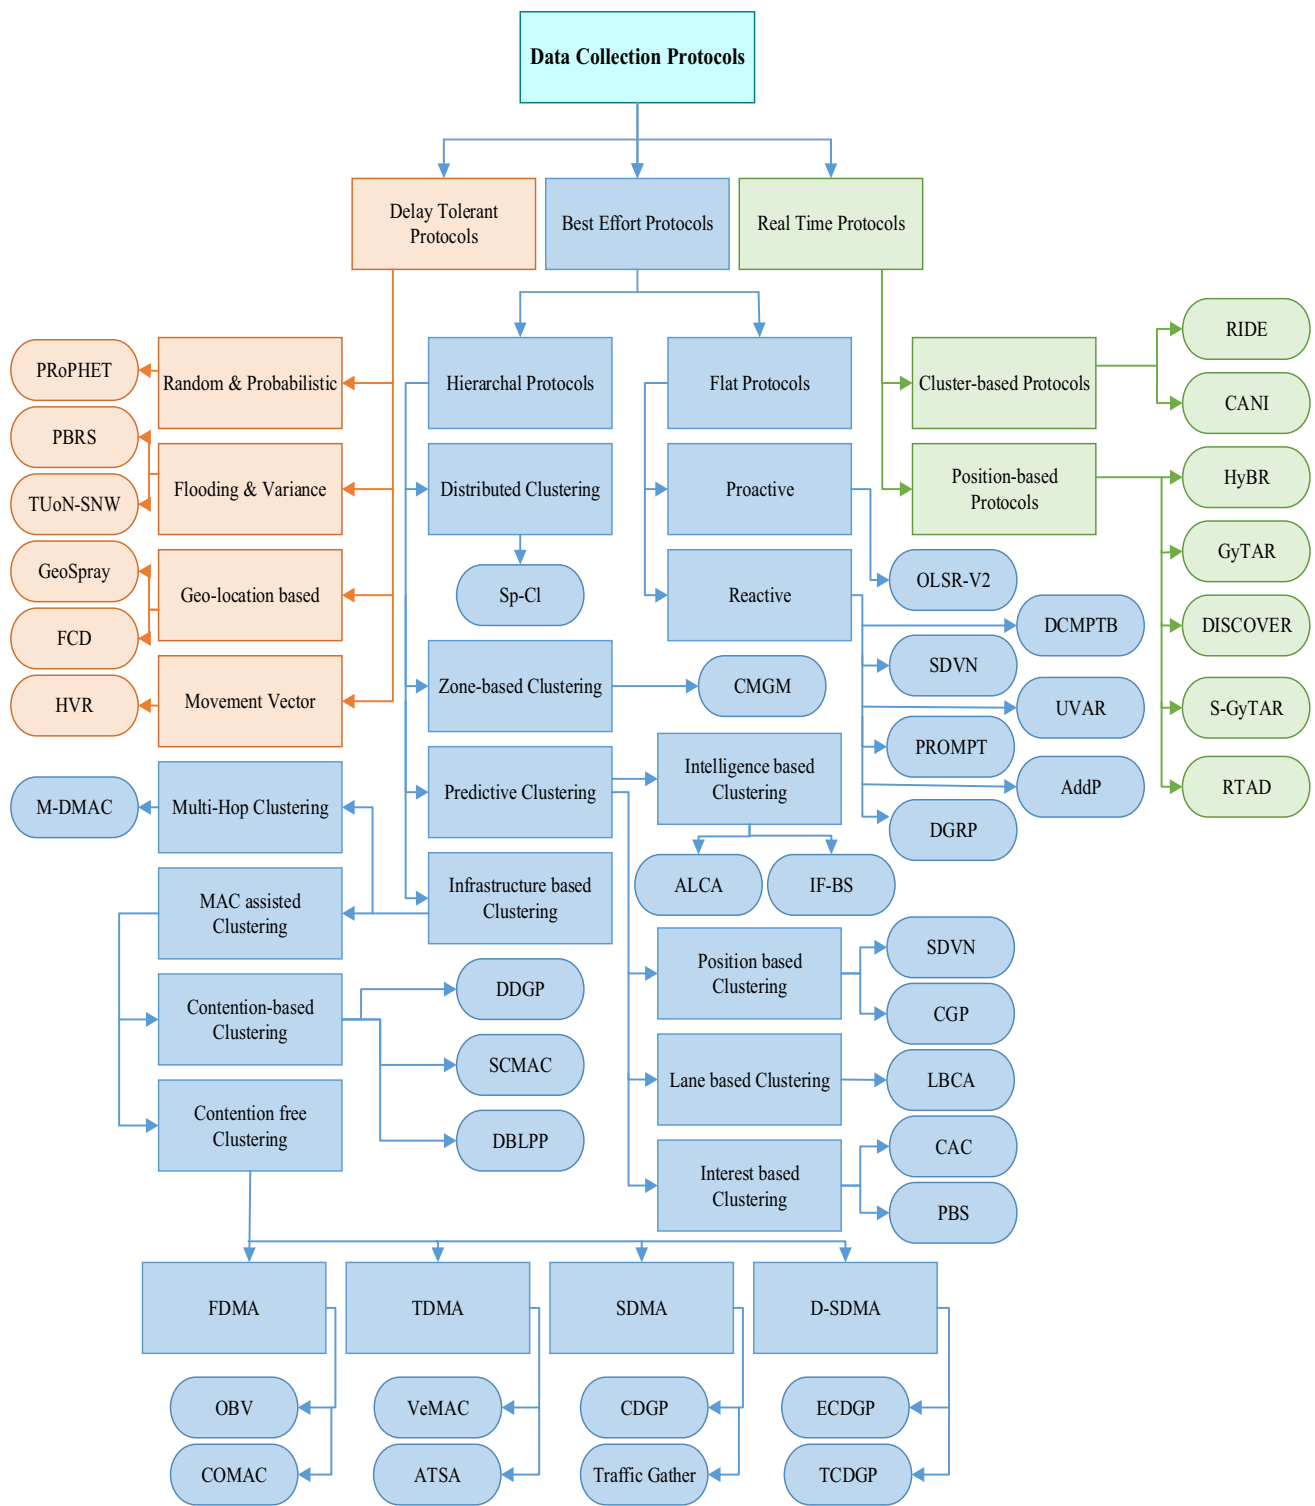 Data Collection Protocols
Delay Tolerant
Protocols
Best Effort Protocols
Real Time Protocols
PRoPHET
Random & Probabilistic
PBRS
TUoN-SNW
Flooding & Variance
GeoSpray
FCD
Geo-location based
HVR
Movement Vector
Hierarchal Protocols
Flat Protocols
Distributed Clustering
Sp-Cl
Proactive
OLSR-V2
Reactive
DCMPTB
SDVN
UVAR
PROMPT
AddP
DGRP
Cluster-based Protocols
RIDE
CANI
Position-based
Protocols
HyBR
GyTAR
DISCOVER
S-GyTAR
RTAD
Zone-based Clustering
CMGM
Predictive Clustering
Intelligence based
Clustering
ALCA
IF-BS
Infrastructure based
Clustering
M-DMAC
Multi-Hop Clustering
MAC assisted
Clustering
Position based
Clustering
SDVN
CGP
Contention-based
Clustering
DDGP
SCMAC
DBLPP
Lane based Clustering
LBCA
Contention free
Clustering
Interest based
Clustering
CAC
PBS
FDMA
TDMA
SDMA
D-SDMA
OBV
VeMAC
CDGP
ECDGP
COMAC
ATSA
Traffic Gather
TCDGP